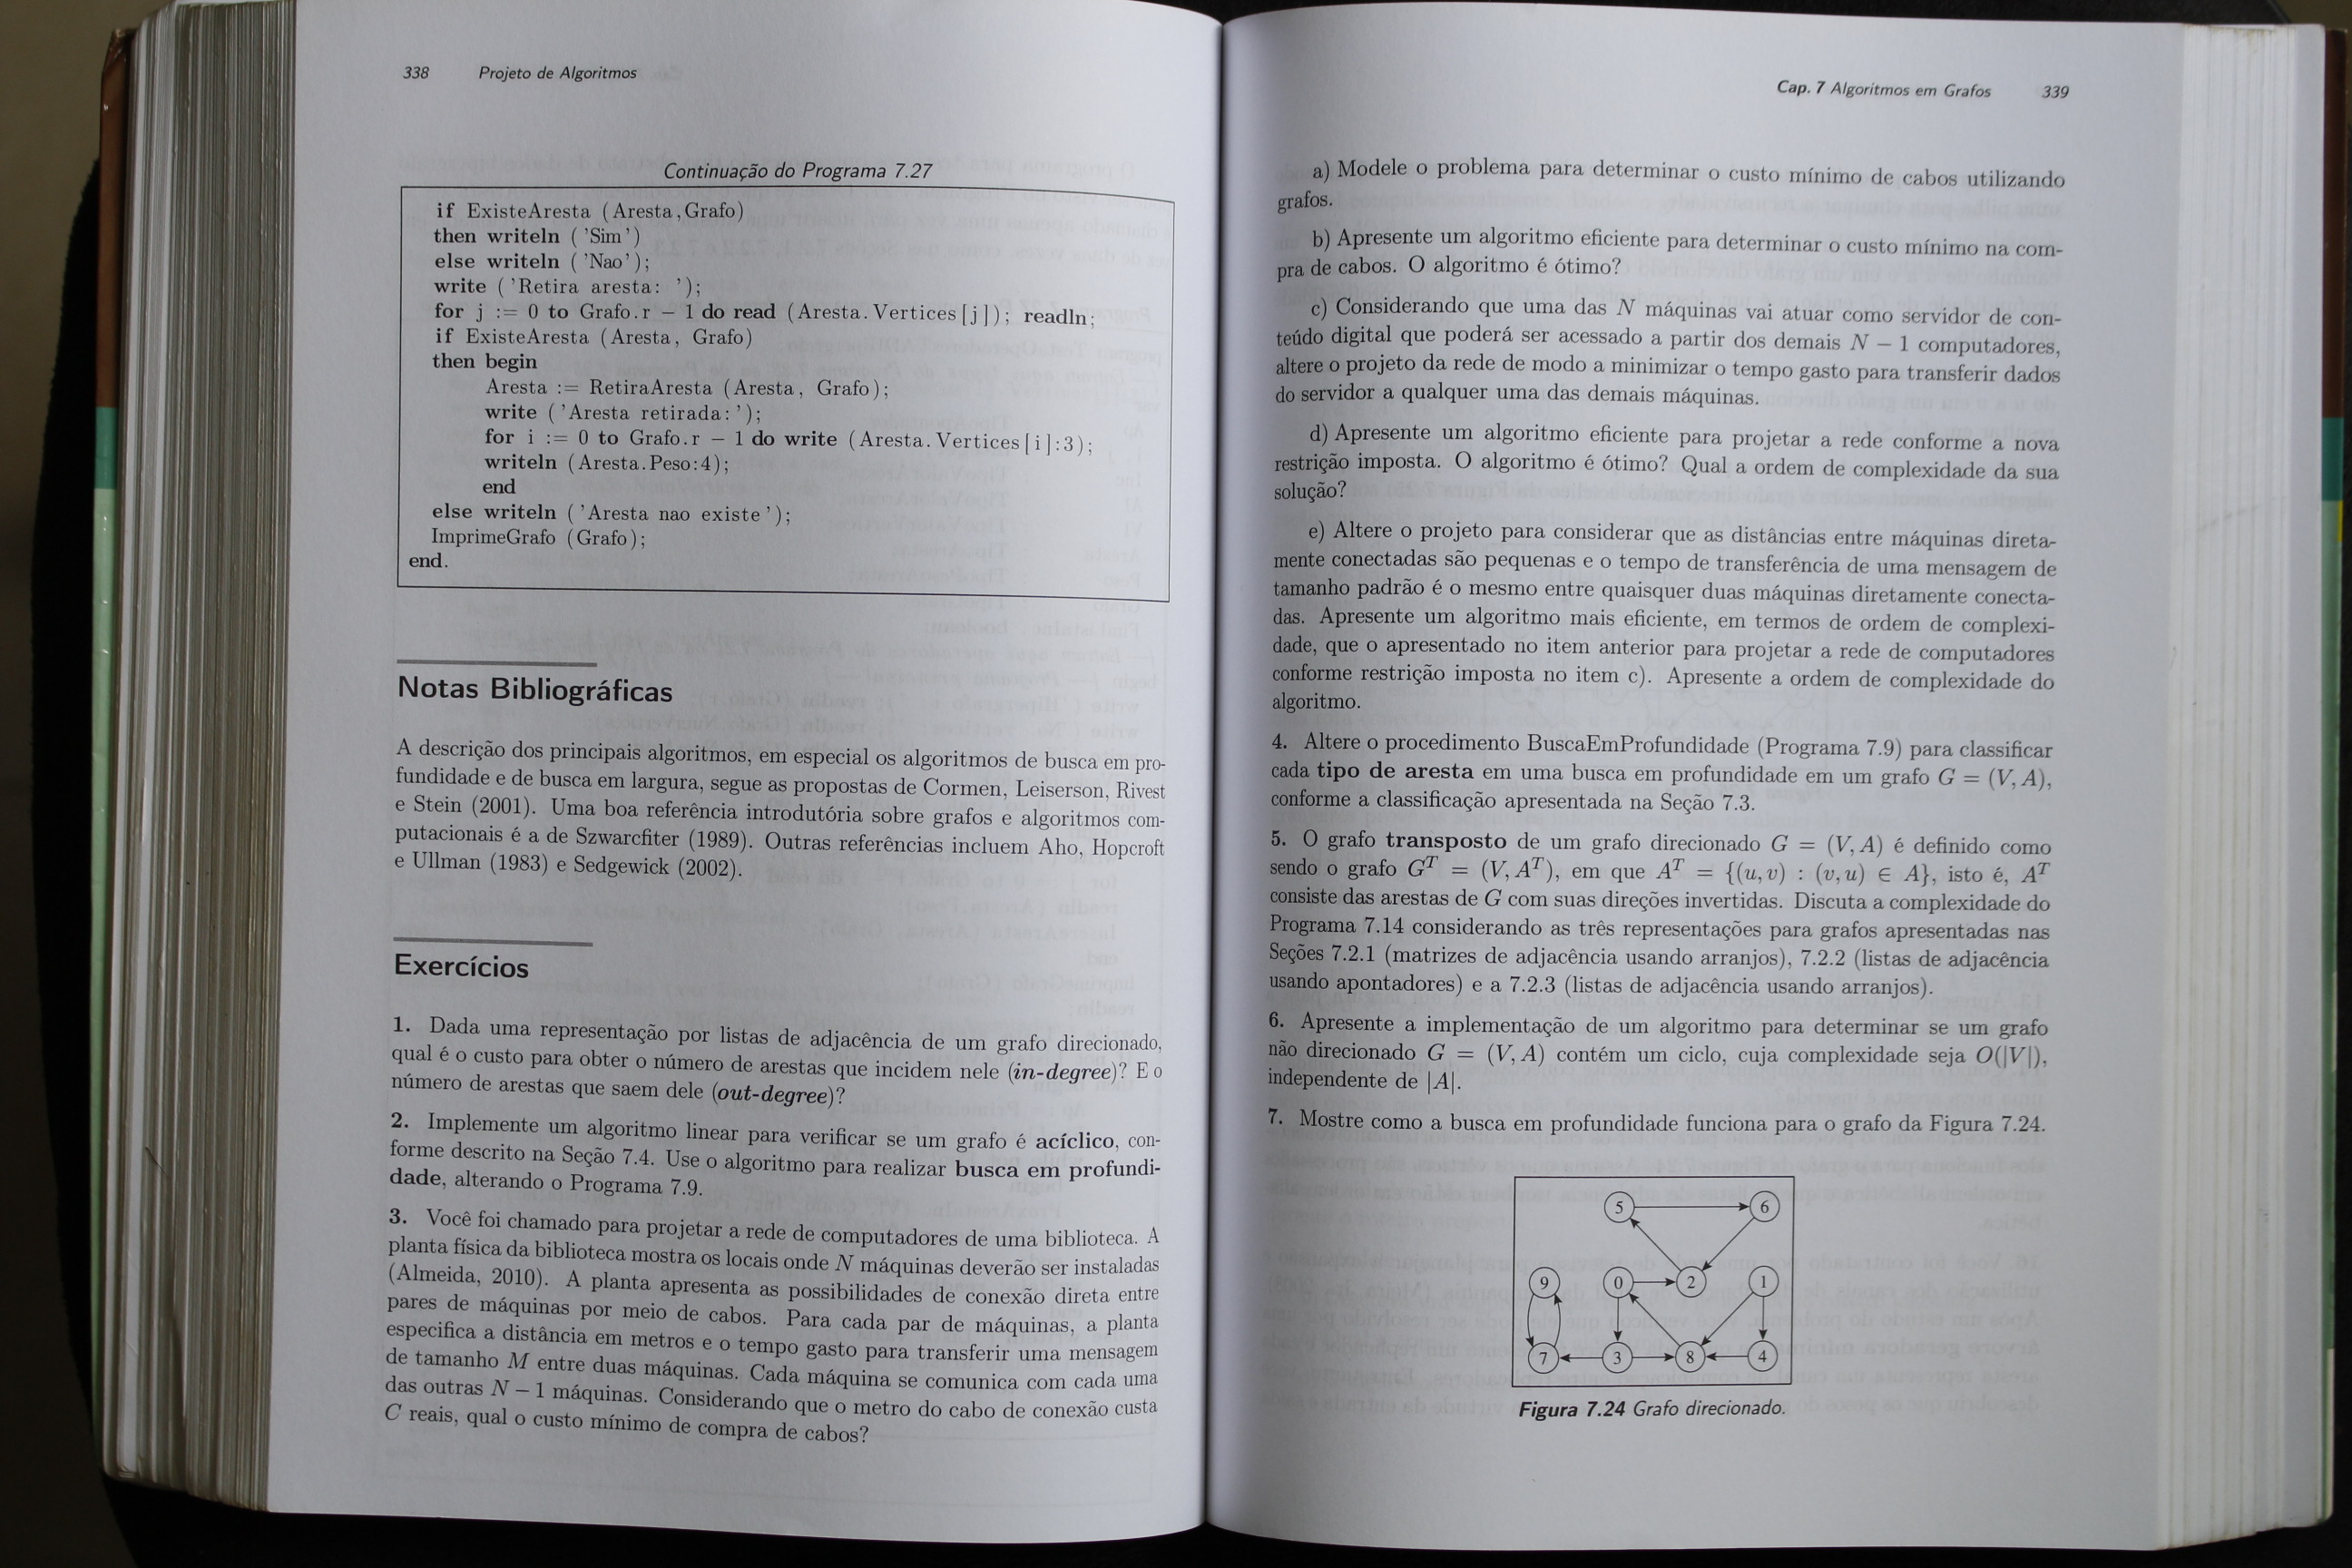 338 Projeto de Algoritmos
Continuação do Programa 7.27
if ExisteAresta (Aresta, Grafo)
then writeln ('Sim')
else writeln ('Nao');
write ('Retira aresta: ');
for j := 0 to Grafo.r − 1 do read (Aresta.Vertices[j]); readln;
if ExisteAresta (Aresta, Grafo)
then begin
Aresta := RetiraAresta (Aresta, Grafo);
write ('Aresta retirada:');
for i := 0 to Grafo.r − 1 do write (Aresta.Vertices[i]:3);
writeln (Aresta.Peso:4);
end
else writeln ('Aresta nao existe');
ImprimeGrafo (Grafo);
end.
Notas Bibliográficas
A descrição dos principais algoritmos, em especial os algoritmos de busca em pro-
fundidade e de busca em largura, segue as propostas de Cormen, Leiserson, Rivest
e Stein (2001). Uma boa referência introdutória sobre grafos e algoritmos com-
putacionais é a de Szwarcfiter (1989). Outras referências incluem Aho, Hopcroft
e Ullman (1983) e Sedgewick (2002).
Exercícios
1. Dada uma representação por listas de adjacência de um grafo direcionado,
qual é o custo para obter o número de arestas que incidem nele (in-degree)? E o
número de arestas que saem dele (out-degree)?
2. Implemente um algoritmo linear para verificar se um grafo é acíclico, con-
forme descrito na Seção 7.4. Use o algoritmo para realizar busca em profundi-
dade, alterando o Programa 7.9.
3. Você foi chamado para projetar a rede de computadores de uma biblioteca. A
planta física da biblioteca mostra os locais onde N máquinas deverão ser instaladas
(Almeida, 2010). A planta apresenta as possibilidades de conexão direta entre
pares de máquinas por meio de cabos. Para cada par de máquinas, a planta
especifica a distância em metros e o tempo gasto para transferir uma mensagem
de tamanho M entre duas máquinas. Cada máquina se comunica com cada uma
das outras N − 1 máquinas. Considerando que o metro do cabo de conexão custa
C reais, qual o custo mínimo de compra de cabos?
Cap. 7 Algoritmos em Grafos 339
a) Modele o problema para determinar o custo mínimo de cabos utilizando
grafos.
b) Apresente um algoritmo eficiente para determinar o custo mínimo na com-
pra de cabos. O algoritmo é ótimo?
c) Considerando que uma das N máquinas vai atuar como servidor de con-
teúdo digital que poderá ser acessado a partir dos demais N − 1 computadores,
altere o projeto da rede de modo a minimizar o tempo gasto para transferir dados
do servidor a qualquer uma das demais máquinas.
d) Apresente um algoritmo eficiente para projetar a rede conforme a nova
restrição imposta. O algoritmo é ótimo? Qual a ordem de complexidade da sua
solução?
e) Altere o projeto para considerar que as distâncias entre máquinas direta-
mente conectadas são pequenas e o tempo de transferência de uma mensagem de
tamanho padrão é o mesmo entre quaisquer duas máquinas diretamente conecta-
das. Apresente um algoritmo mais eficiente, em termos de ordem de complexi-
dade, que o apresentado no item anterior para projetar a rede de computadores
conforme restrição imposta no item c). Apresente a ordem de complexidade do
algoritmo.
4. Altere o procedimento BuscaEmProfundidade (Programa 7.9) para classificar
cada tipo de aresta em uma busca em profundidade em um grafo G = (V, A),
conforme a classificação apresentada na Seção 7.3.
5. O grafo transposto de um grafo direcionado G = (V, A) é definido como
sendo o grafo G^T = (V, A^T), em que A^T = {(u, v) : (v, u) ∈ A}, isto é, A^T
consiste das arestas de G com suas direções invertidas. Discuta a complexidade do
Programa 7.14 considerando as três representações para grafos apresentadas nas
Seções 7.2.1 (matrizes de adjacência usando arranjos), 7.2.2 (listas de adjacência
usando apontadores) e a 7.2.3 (listas de adjacência usando arranjos).
6. Apresente a implementação de um algoritmo para determinar se um grafo
não direcionado G = (V, A) contém um ciclo, cuja complexidade seja O(|V|),
independente de |A|.
7. Mostre como a busca em profundidade funciona para o grafo da Figura 7.24.
5 6
9 0 2 1
7 3 8 4
Figura 7.24 Grafo direcionado.